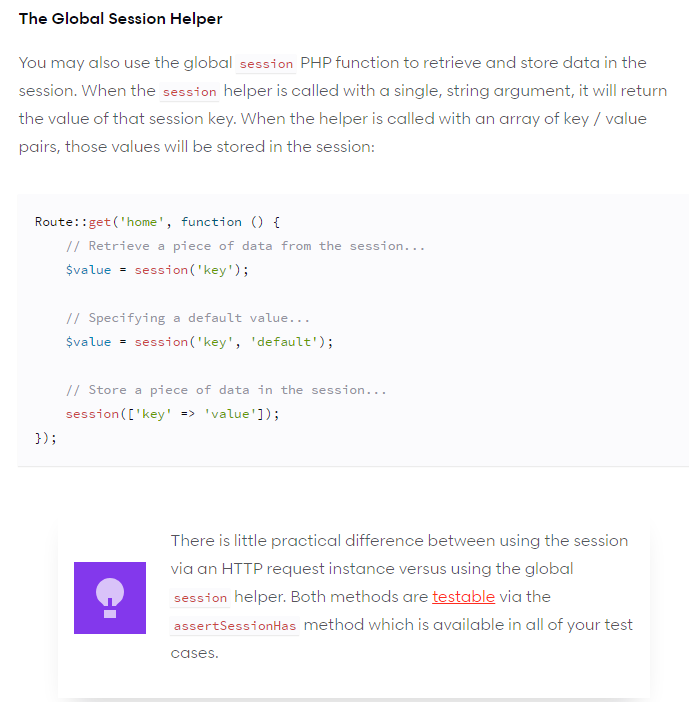 The Global Session Helper
You may also use the global session PHP function to retrieve and store data in the
session. When the session helper is called with a single, string argument, it will return
the value of that session key. When the helper is called with an array of key / value
pairs, those values will be stored in the session:
Route::get('home', function () {
    // Retrieve a piece of data from the session...
    $value = session('key');
    // Specifying a default value...
    $value = session('key', 'default');
    // Store a piece of data in the session...
    session(['key' => 'value']);
});
There is little practical difference between using the session
via an HTTP request instance versus using the global
session helper. Both methods are testable via the
assertSessionHas method which is available in all of your test
cases.